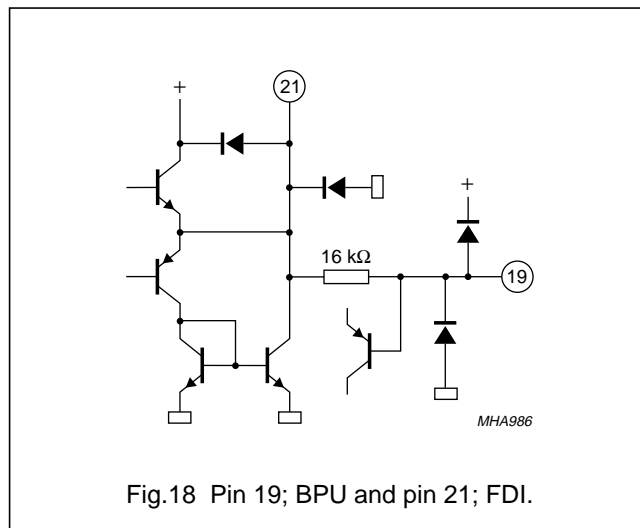 +
21
+
16 kΩ
19
MHA986
Fig.18 Pin 19; BPU and pin 21; FDI.